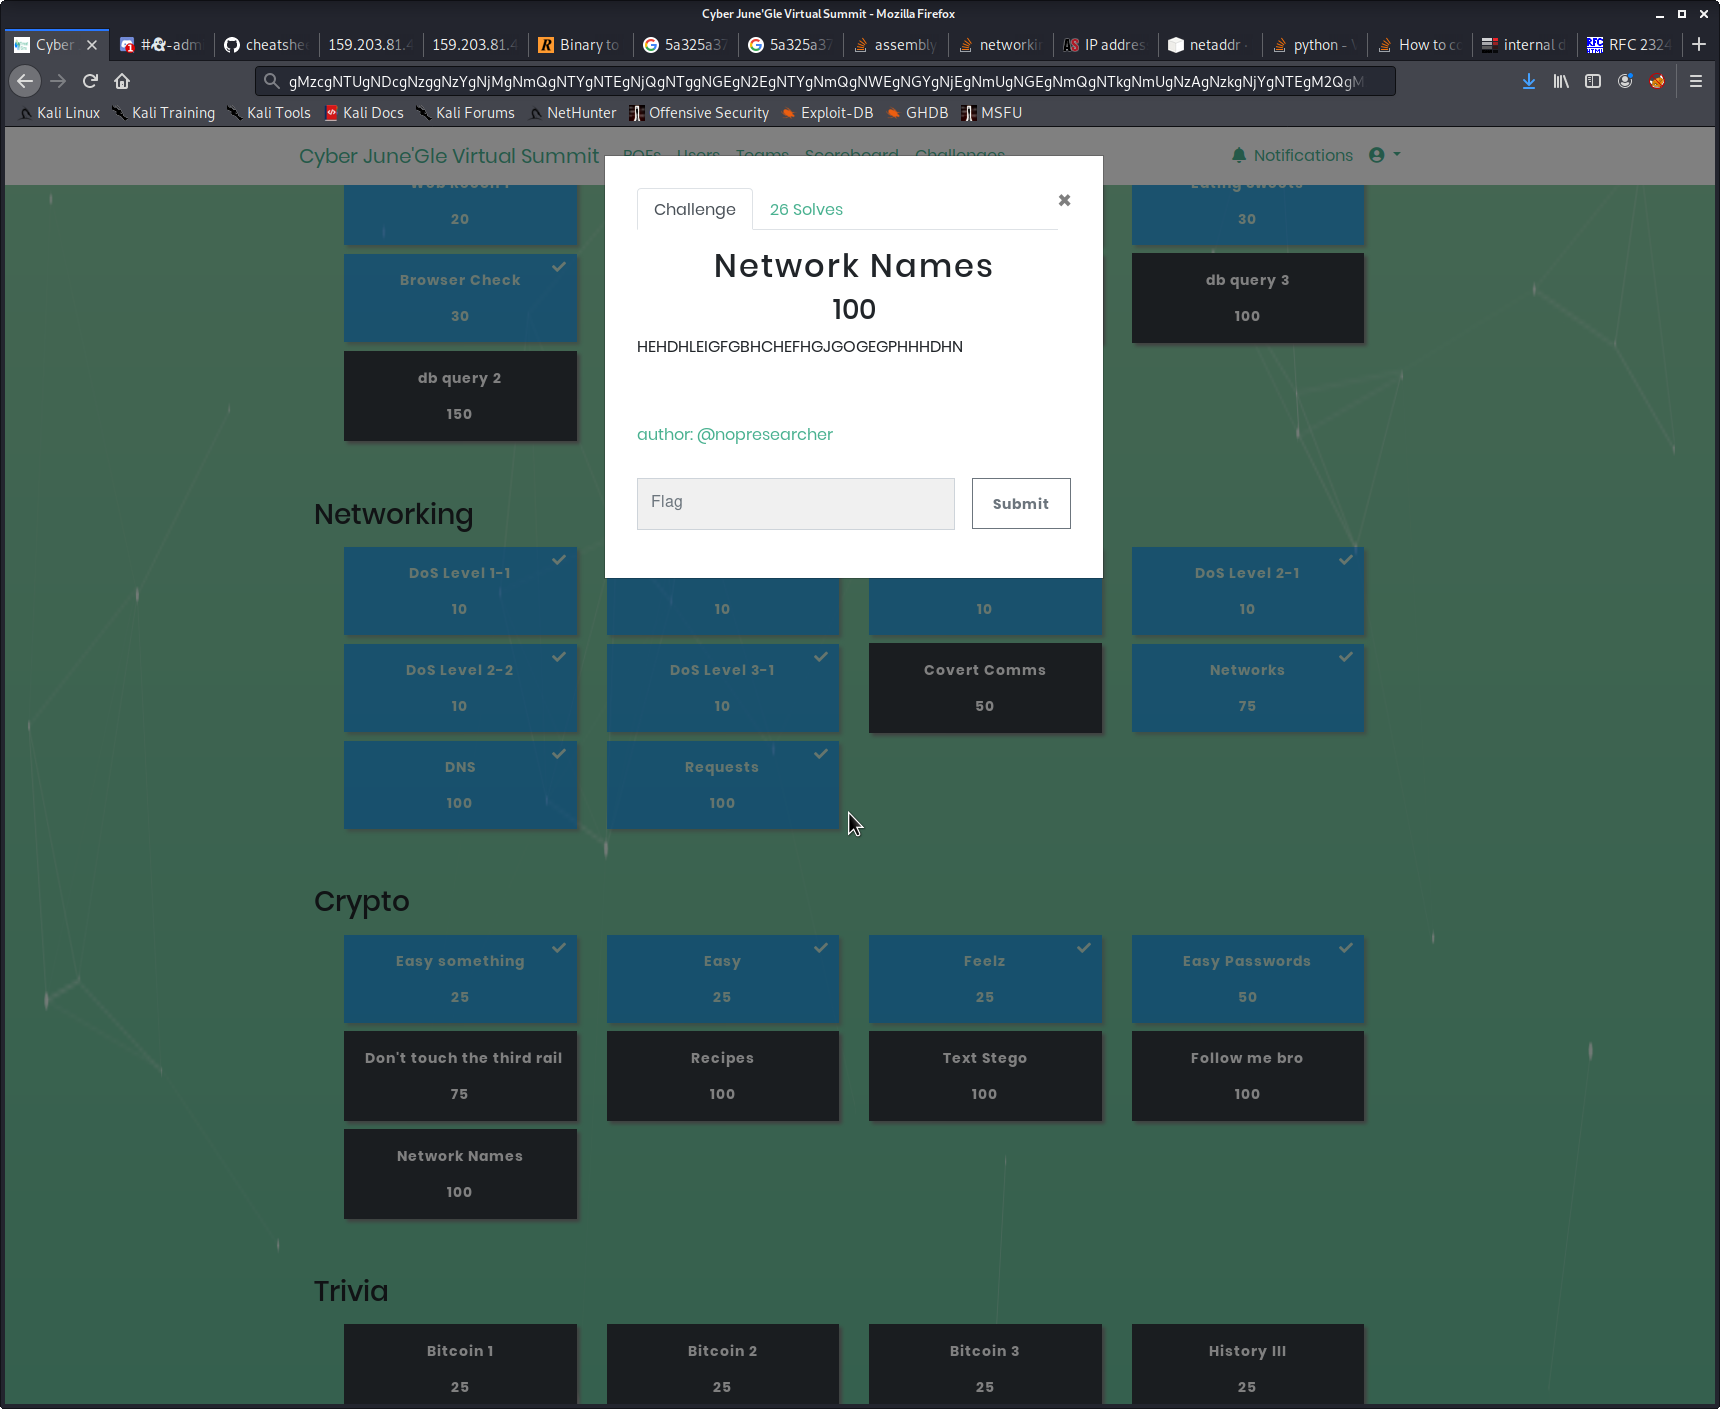 Cyber June'Gle Virtual Summit - Mozilla Firefox
Cyber
cheatshe
159.203.81.4
159.203.81.4
Binary to
5a325a37
5a325a37
assembly
networki
IP addres
netaddr
python -
How to c
internal d
RFC 2324
Kali Linux
Kali Training
Kali Tools
Kali Docs
Kali Forums
NetHunter
Offensive Security
Exploit-DB
GHDB
MSFU
Cyber June'Gle Virtual Summit
Users
Teams
Scoreboard
Challenges
Notifications
Challenge
26 Solves
Network Names
100
HEHDHLEIGFGBHCHEFHGJGOGEGPHHHDHN
author: @nopresearcher
Flag
Submit
20
Eating sweets
30
Browser Check
30
db query 3
100
db query 2
150
Networking
DoS Level 1-1
10
10
10
DoS Level 2-1
10
DoS Level 2-2
10
DoS Level 3-1
10
Covert Comms
50
Networks
75
DNS
100
Requests
100
Crypto
Easy something
25
Easy
25
Feelz
25
Easy Passwords
50
Don't touch the third rail
75
Recipes
100
Text Stego
100
Follow me bro
100
Network Names
100
Trivia
Bitcoin 1
25
Bitcoin 2
25
Bitcoin 3
25
History III
25